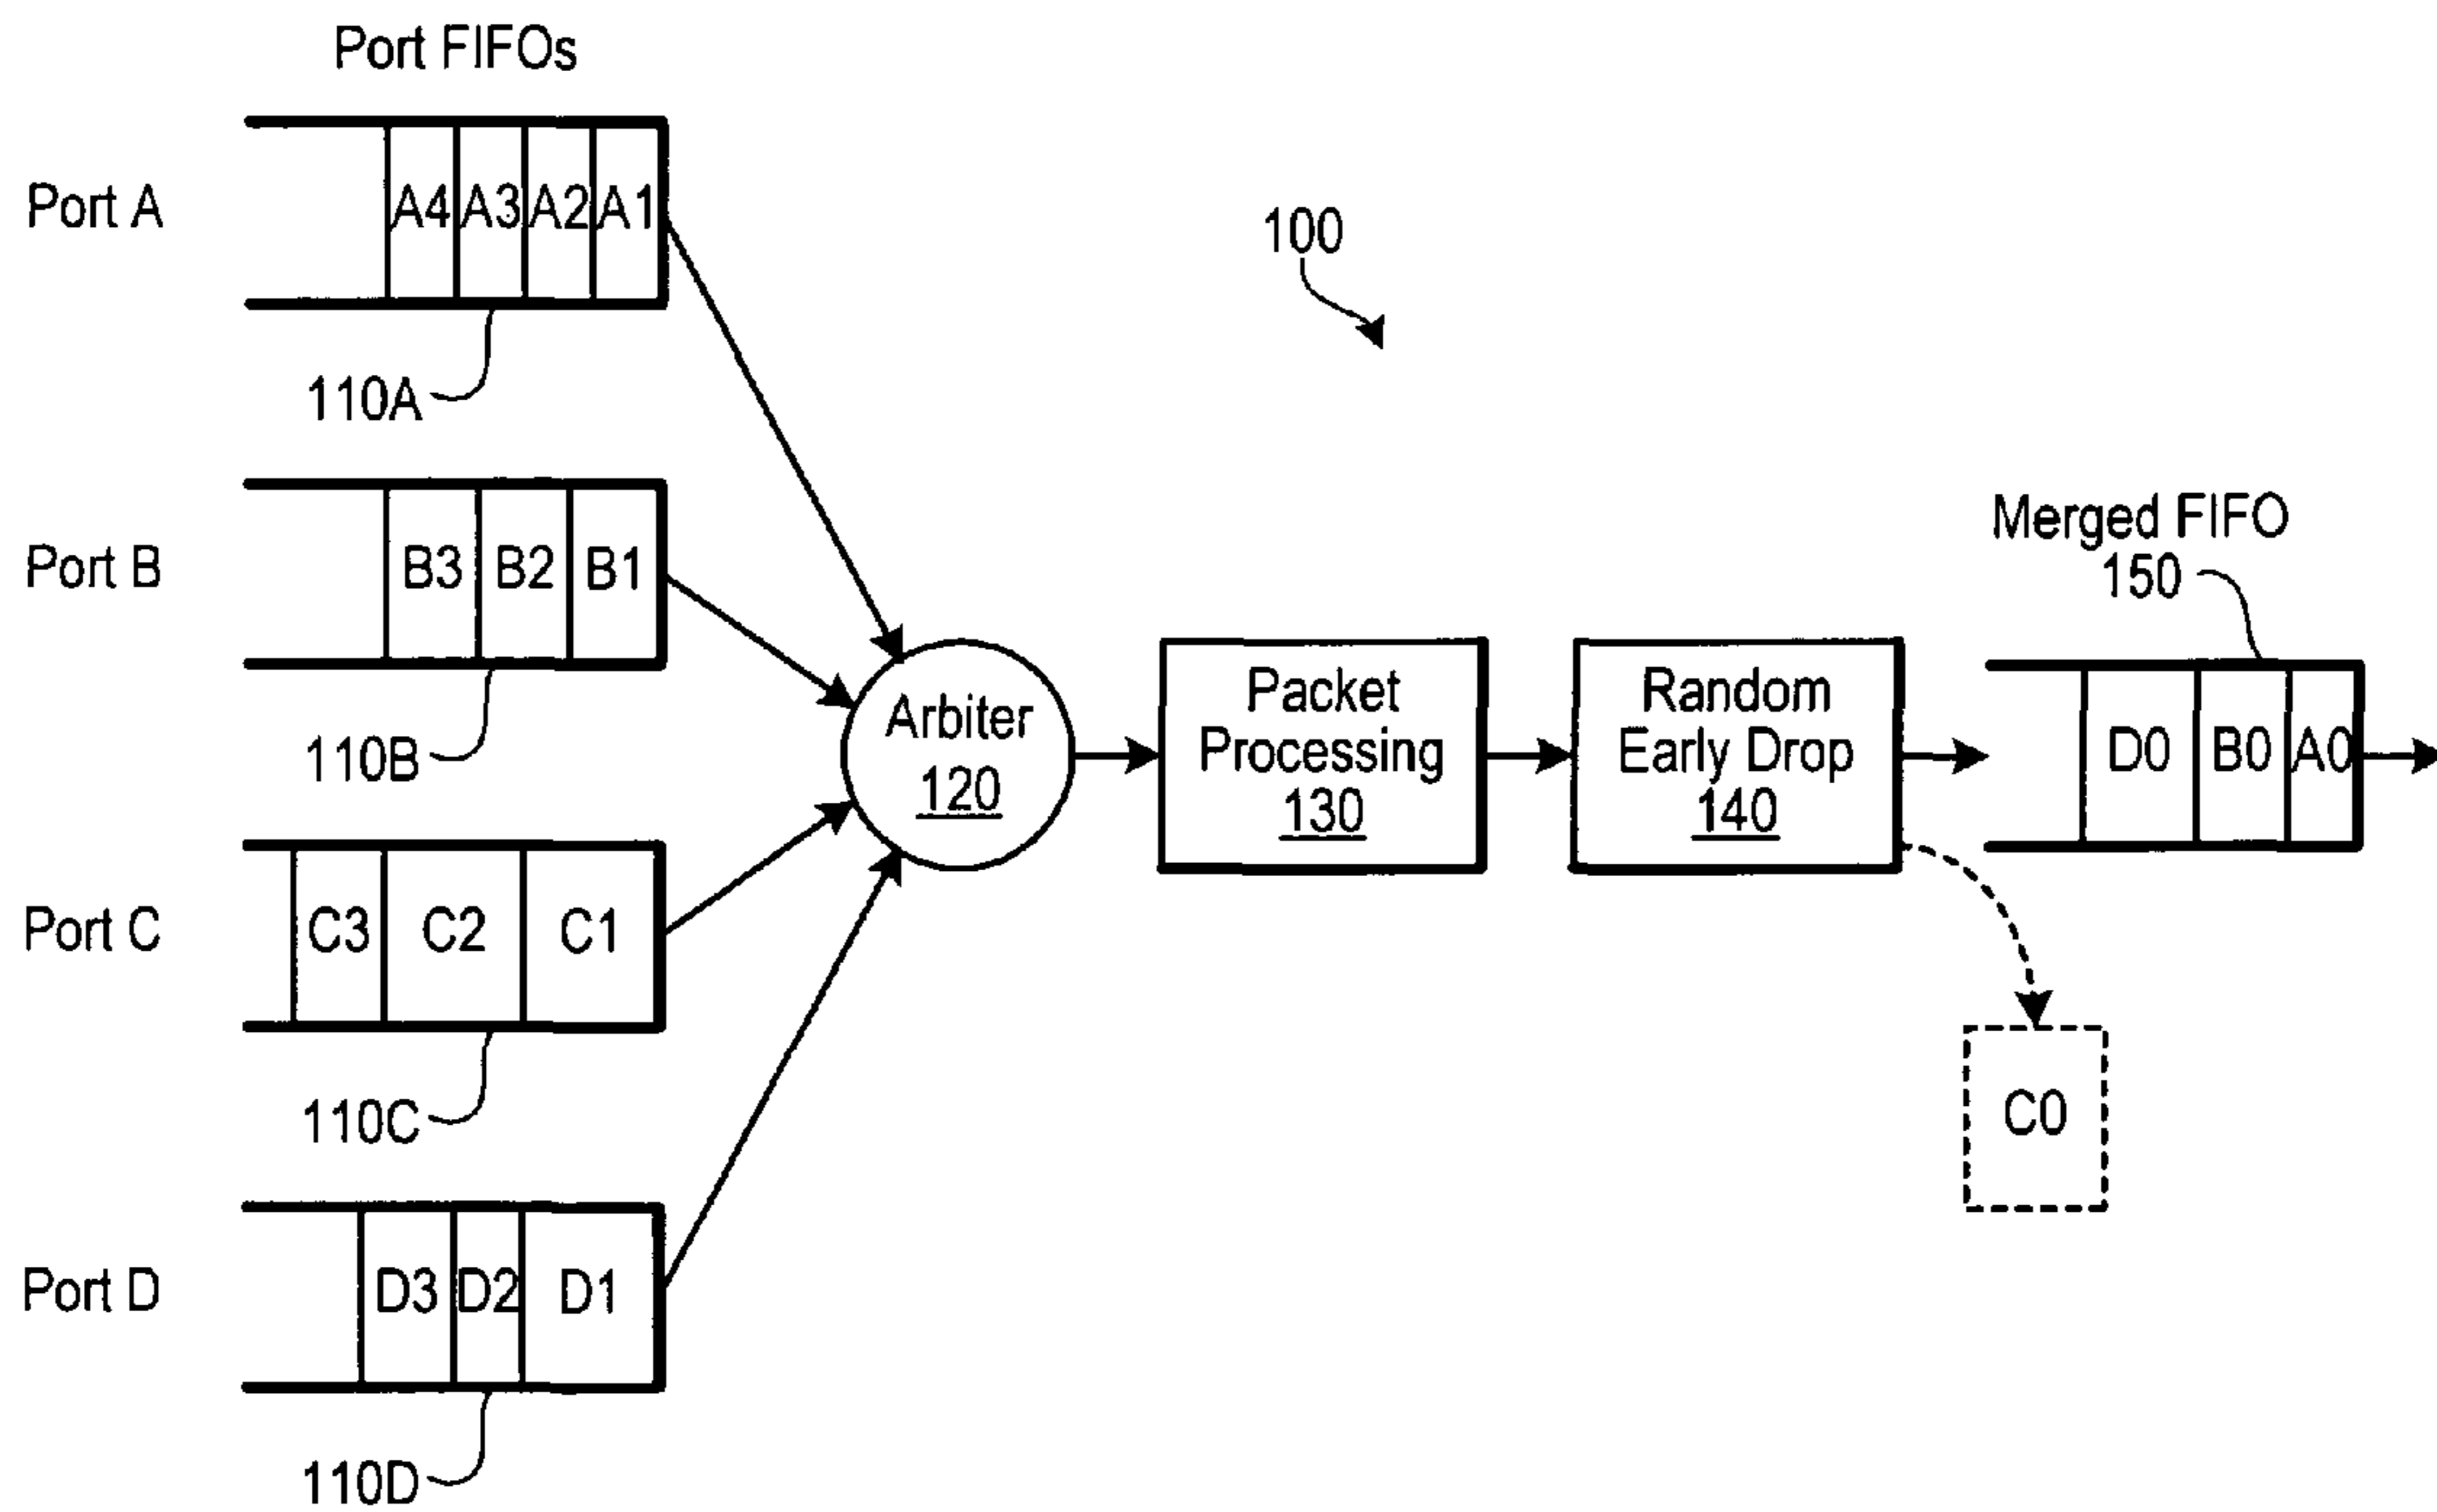 Port FIFOs
Port A
A4 A3 A2 A1
110A
100
Port B
B3 B2 B1
110B
Merged FIFO
150
Arbiter
120
Packet
Processing
130
Random
Early Drop
140
D0 B0 A0
Port C
C3 C2 C1
110C
C0
Port D
D3 D2 D1
110D